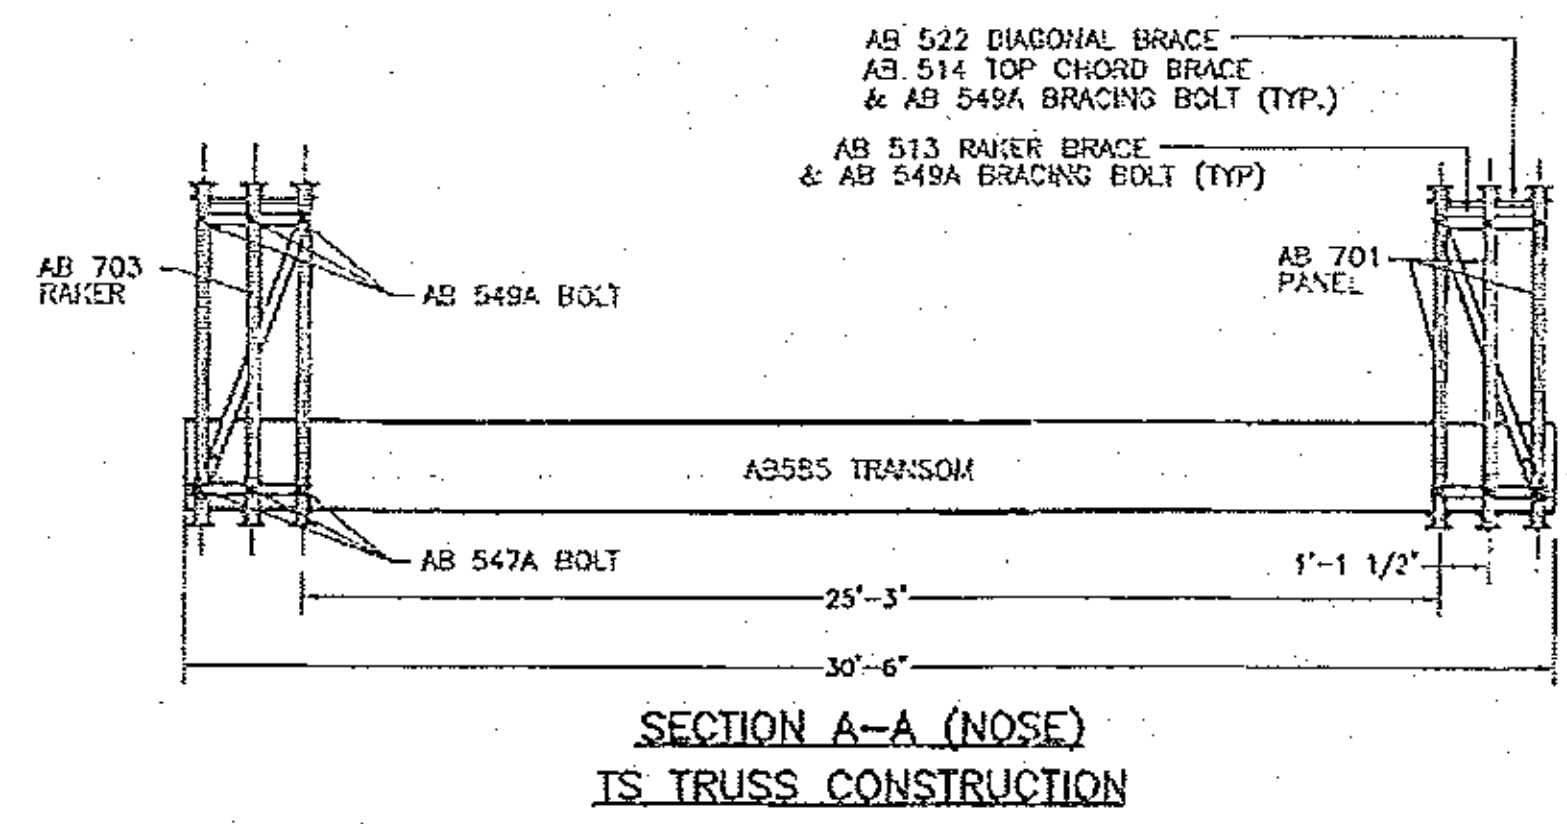 AB 522 DIAGONAL BRACE
AB 514 TOP CHORD BRACE
& AB 549A BRACING BOLT (TYP.)
AB 513 RAKER BRACE
& AB 549A BRACING BOLT (TYP)
AB 703
RAKER
AB 549A BOLT
AB 701
PANEL
AB585 TRANSOM
AB 547A BOLT
1'-1 1/2"
25'-3"
30'-6"
SECTION A-A (NOSE)
TS TRUSS CONSTRUCTION